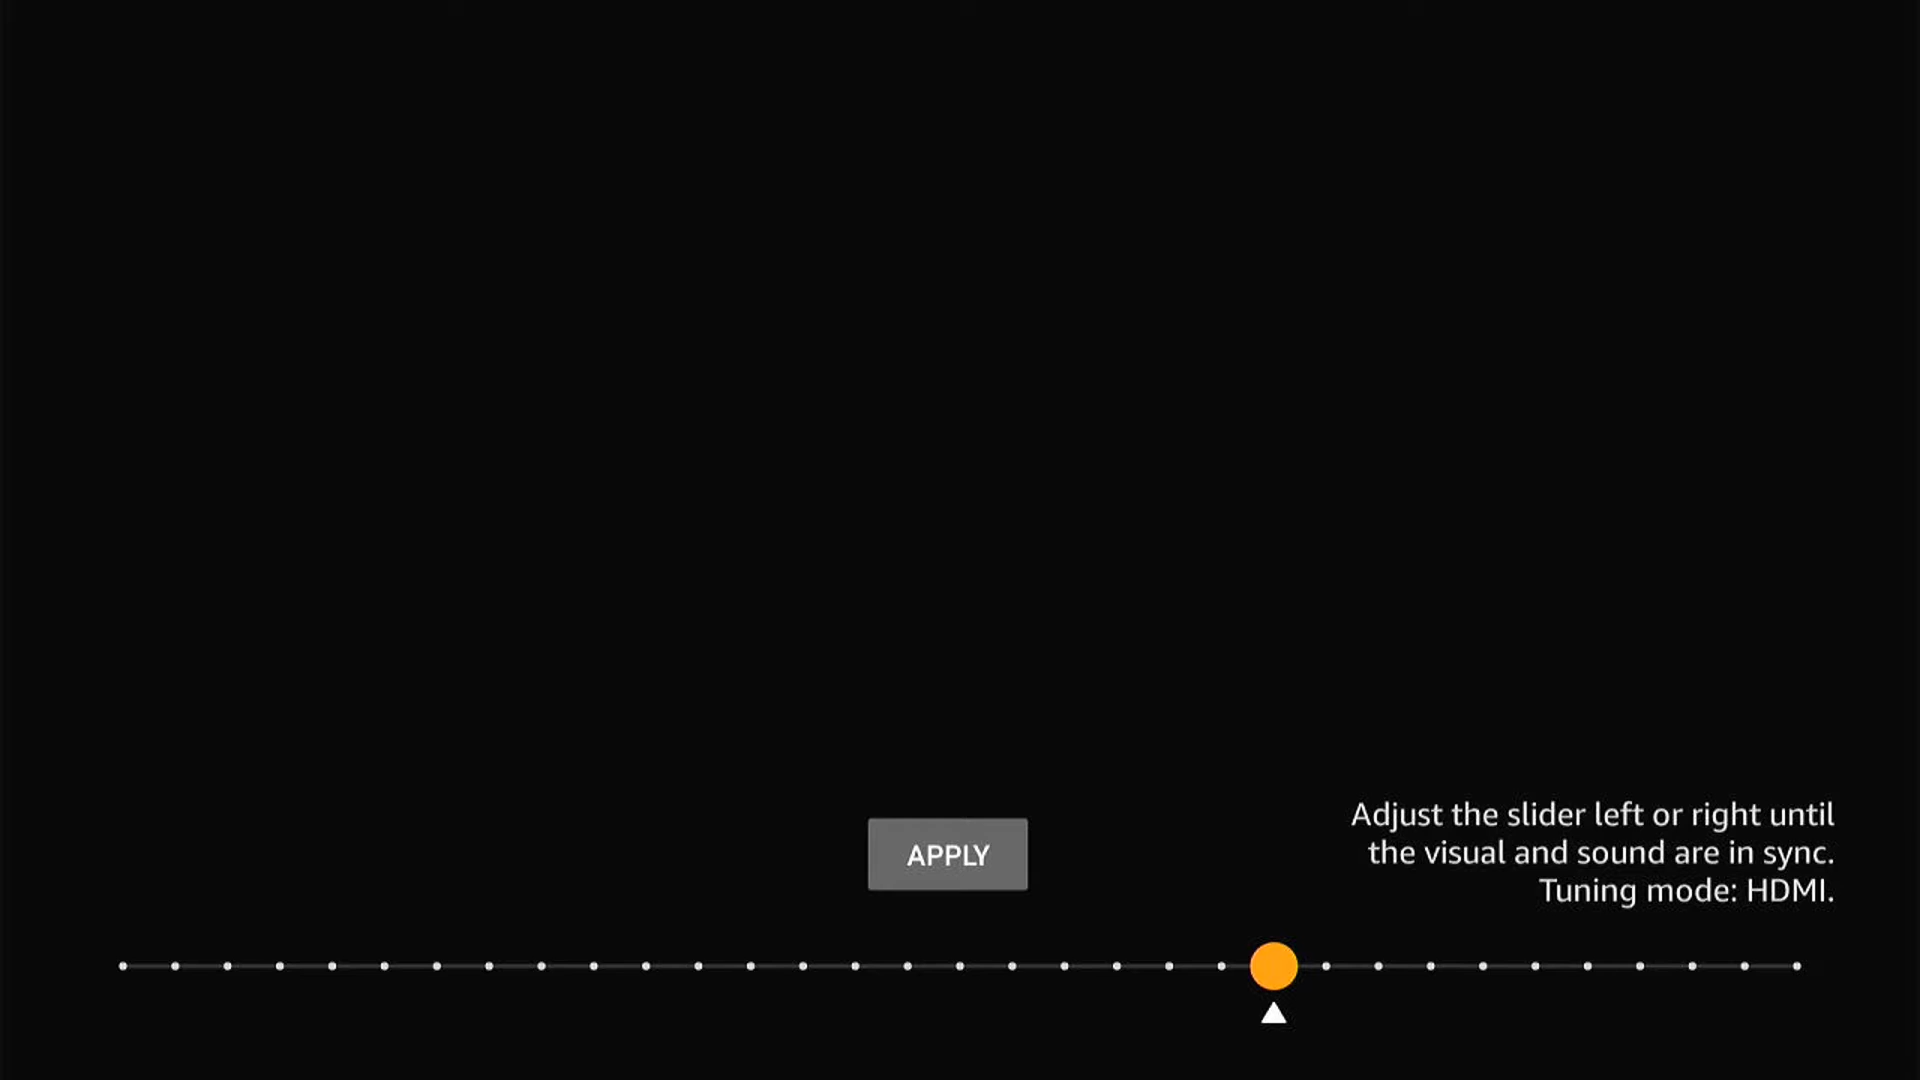 Adjust the slider left or right until
the visual and sound are in sync.
Tuning mode: HDMI.
APPLY